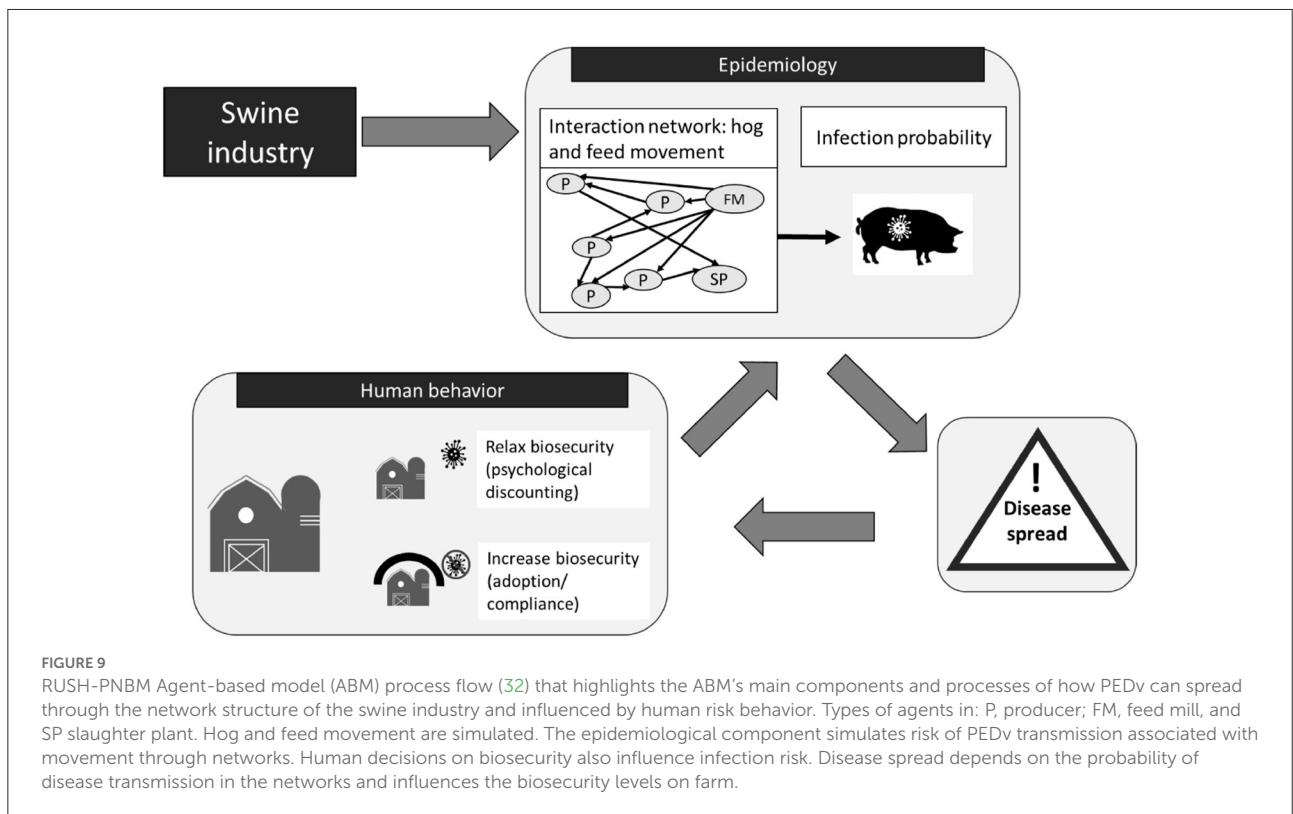 Swine
industry
Epidemiology
Interaction network: hog
and feed movement
Infection probability
P
P
FM
P
P
P
SP
Human behavior
Relax biosecurity
(psychological
discounting)
Increase biosecurity
(adoption/
compliance)
!
Disease
spread
FIGURE 9
RUSH-PNBM Agent-based model (ABM) process flow (32) that highlights the ABM's main components and processes of how PEDv can spread
through the network structure of the swine industry and influenced by human risk behavior. Types of agents in: P, producer; FM, feed mill, and
SP slaughter plant. Hog and feed movement are simulated. The epidemiological component simulates risk of PEDv transmission associated with
movement through networks. Human decisions on biosecurity also influence infection risk. Disease spread depends on the probability of
disease transmission in the networks and influences the biosecurity levels on farm.